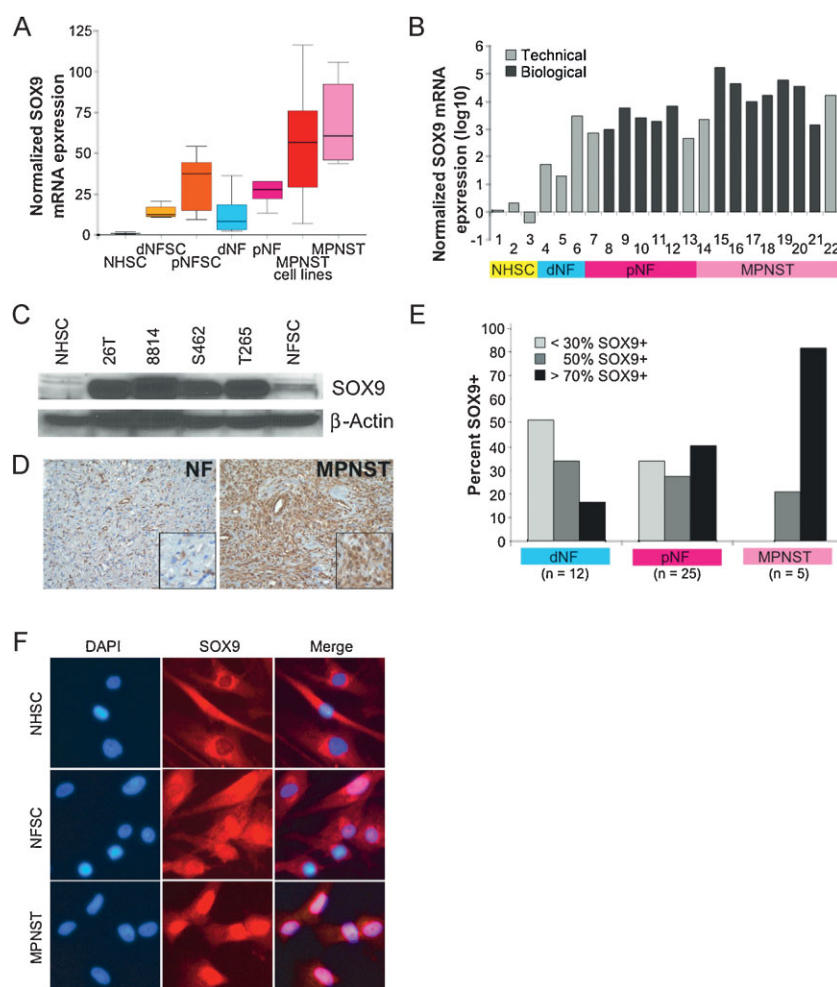 A
Normalized SOX9
mRNA epxression
125
100
75
50
25
0
NHSC
dNFSC
pNFSC
dNF
pNF
MPNST
cell lines
MPNST
B
Normalized SOX9 mRNA
epxression (log10)
Technical
Biological
6
5
4
3
2
1
0
-1
1 2 3 4 5 6 7 8 9 10 11 12 13 14 15 16 17 18 19 20 21 22
NHSC dNF pNF MPNST
C
NHSC
26T
8814
S462
T265
NFSC
SOX9
β-Actin
D
NF
MPNST
E
Percent SOX9+
< 30% SOX9+
50% SOX9+
> 70% SOX9+
100
90
80
70
60
50
40
30
20
10
0
dNF pNF MPNST
(n = 12) (n = 25) (n = 5)
F
DAPI SOX9 Merge
NHSC
NFSC
MPNST